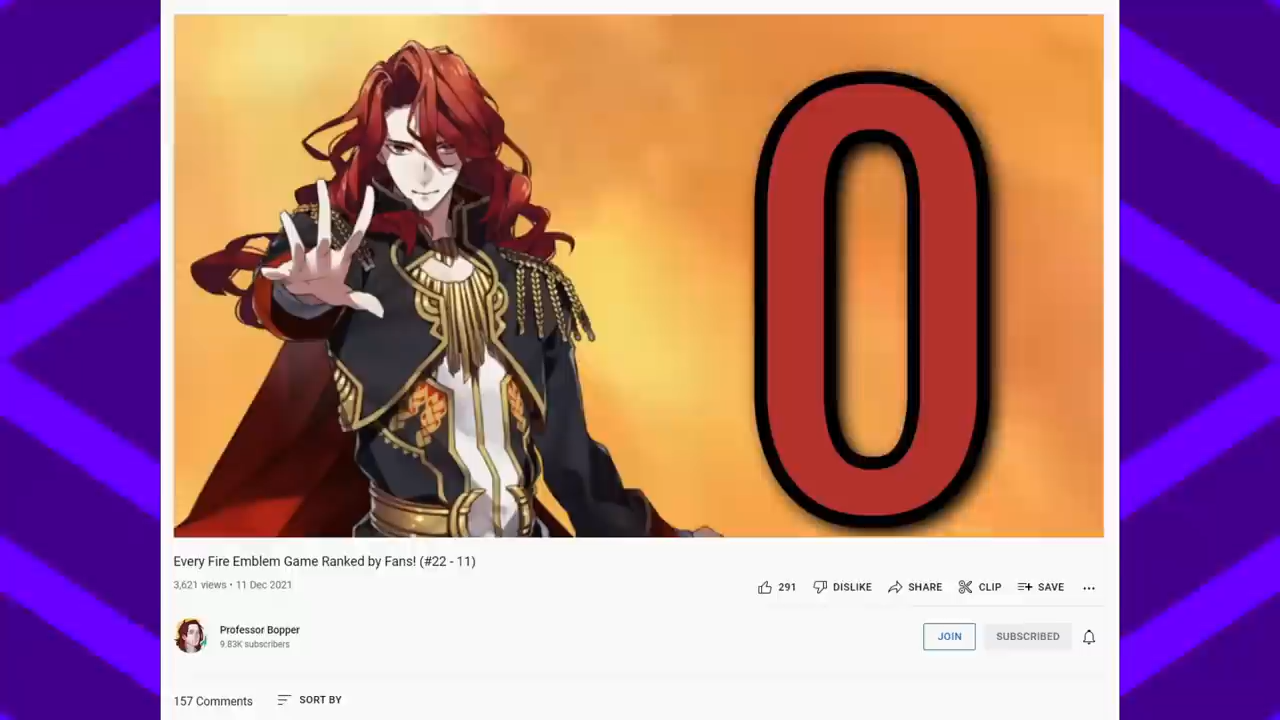 0
Every Fire Emblem Game Ranked by Fans! (#22 - 11)
3,621 views • 11 Dec 2021
291 DISLIKE SHARE CLIP SAVE ...
Professor Bopper
9.83K subscribers
JOIN SUBSCRIBED
157 Comments SORT BY